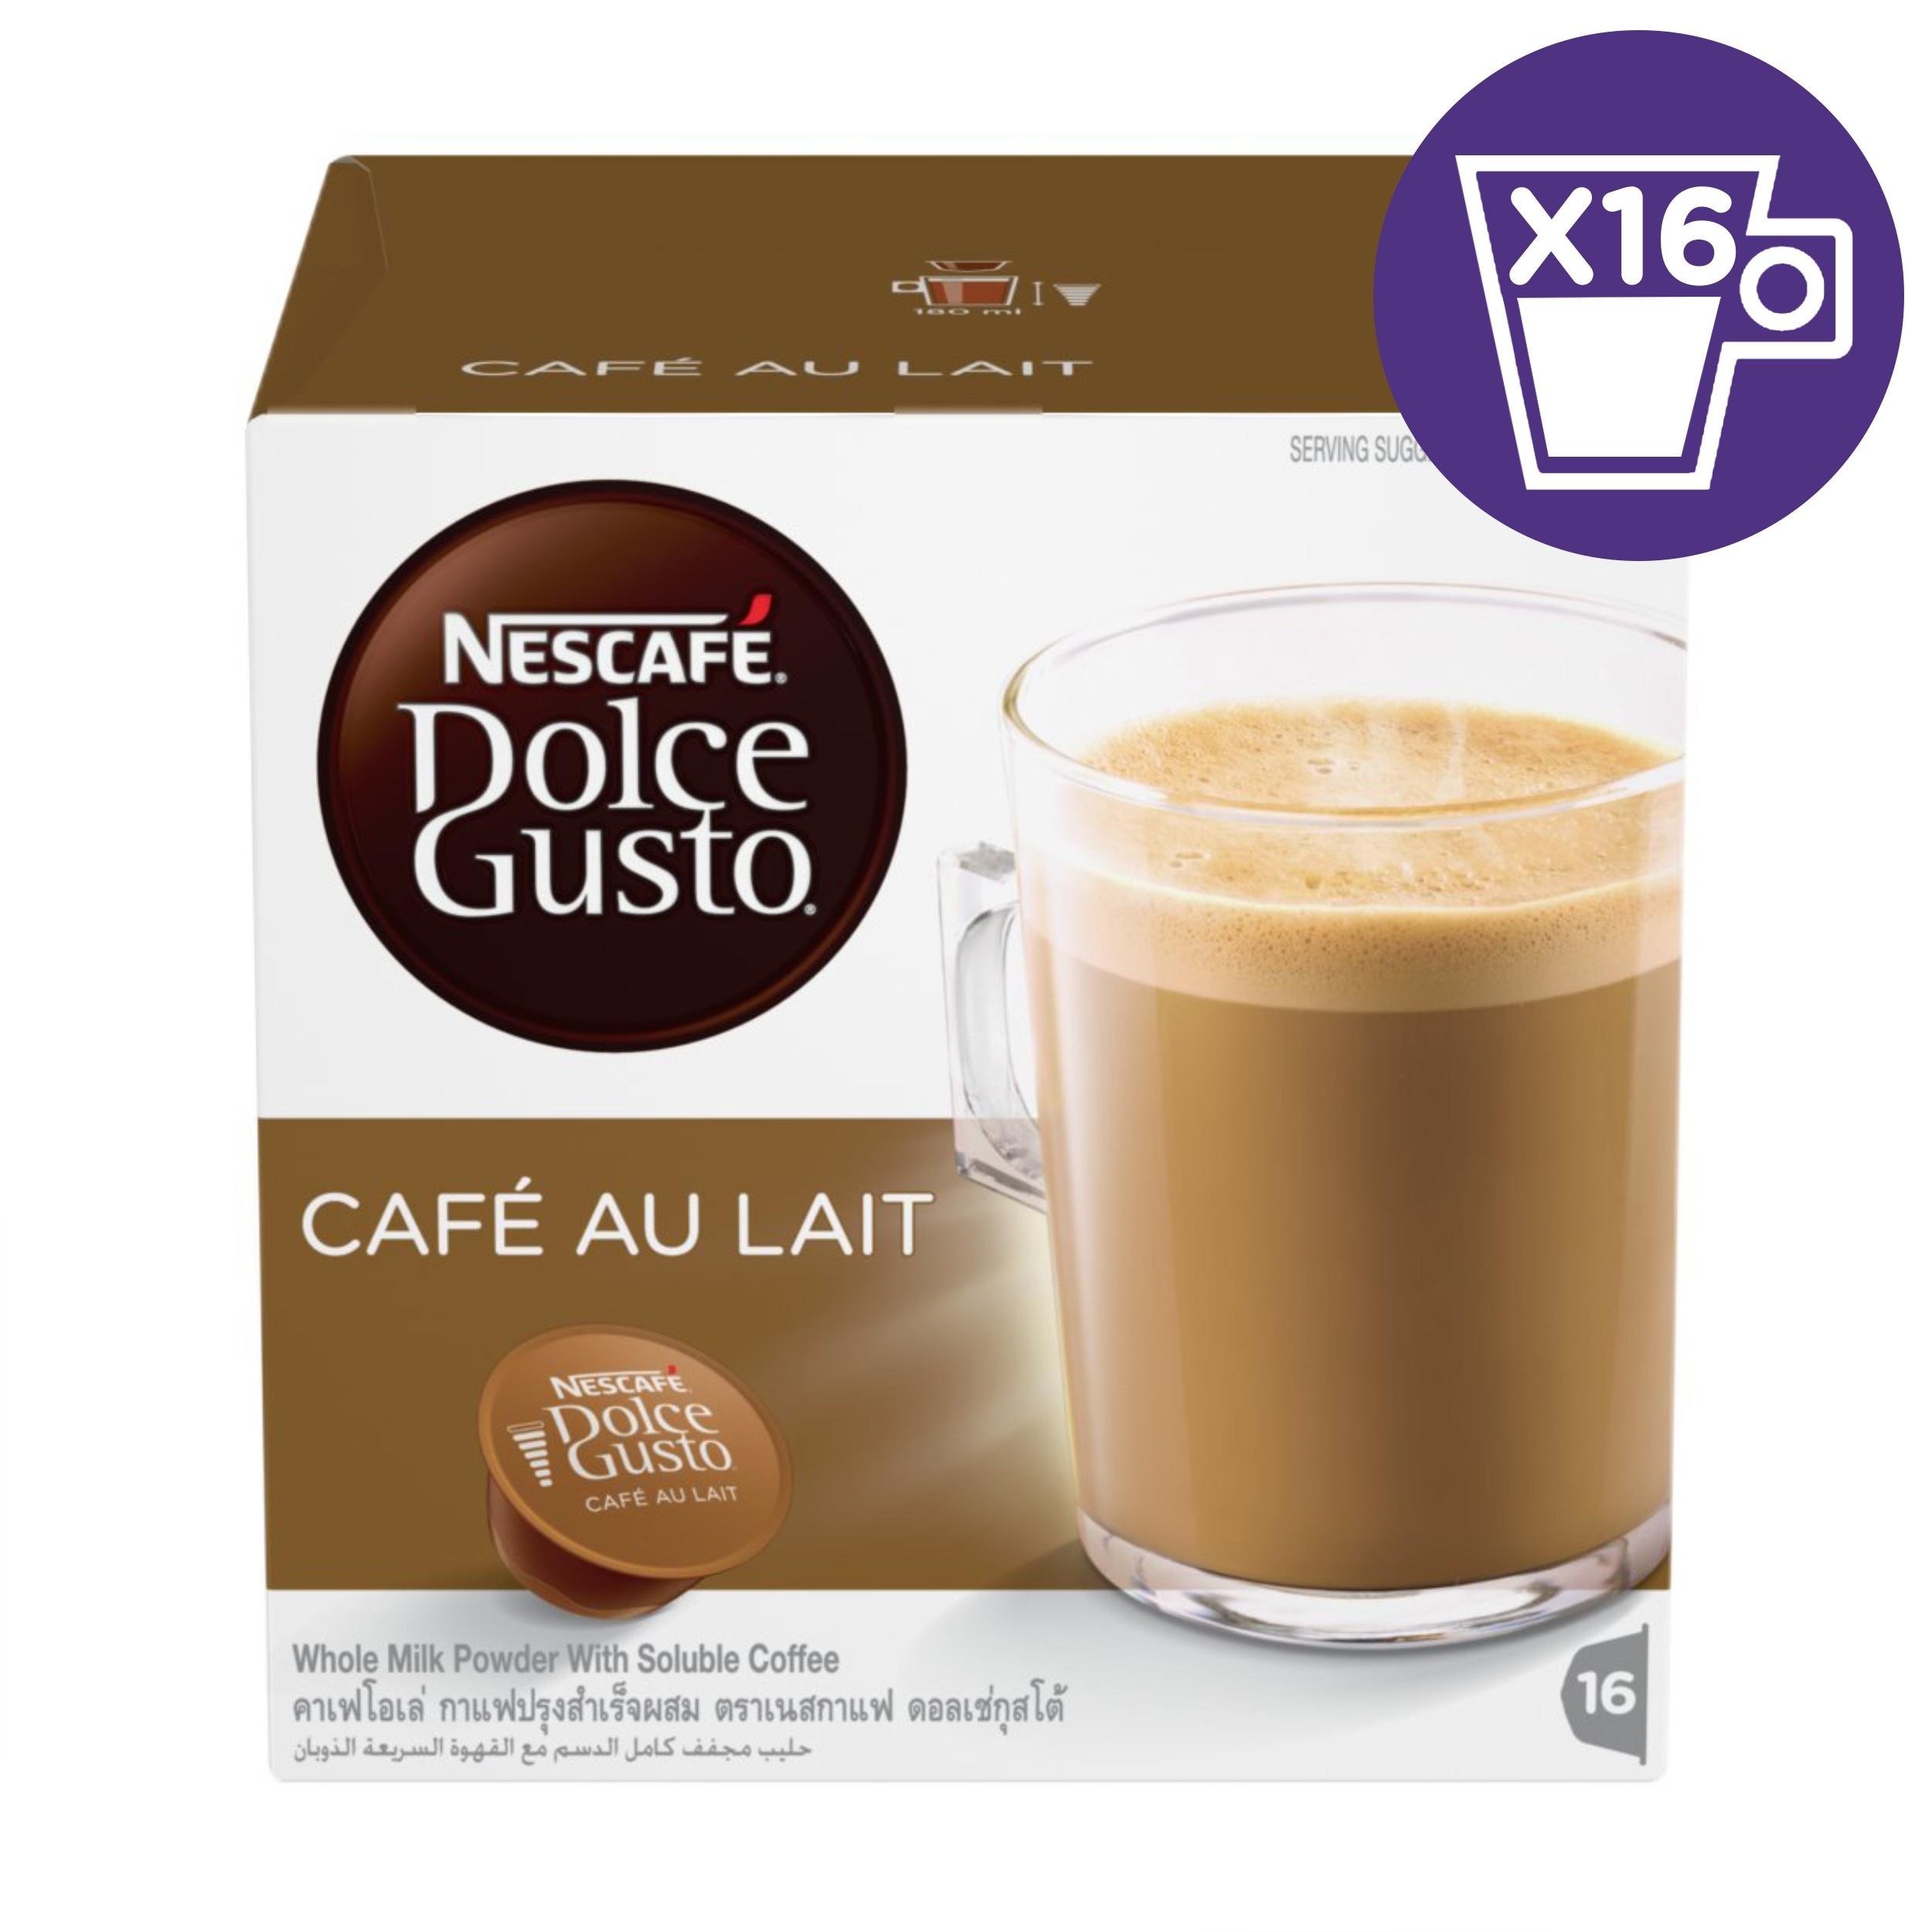 X16
180 ml
CAFÉ AU LAIT
SERVING
NESCAFÉ®
Dolce
Gusto®
CAFÉ AU LAIT
NESCAFÉ
Dolce
Gusto
CAFÉ AU LAIT
Whole Milk Powder With Soluble Coffee
คาเฟโอเล่ กาแฟปรุงสำเร็จผสม ตราเนสกาแฟ ดอลเช่กุสโต้
حليب مجفف كامل الدسم مع القهوة السريعة الذوبان
16